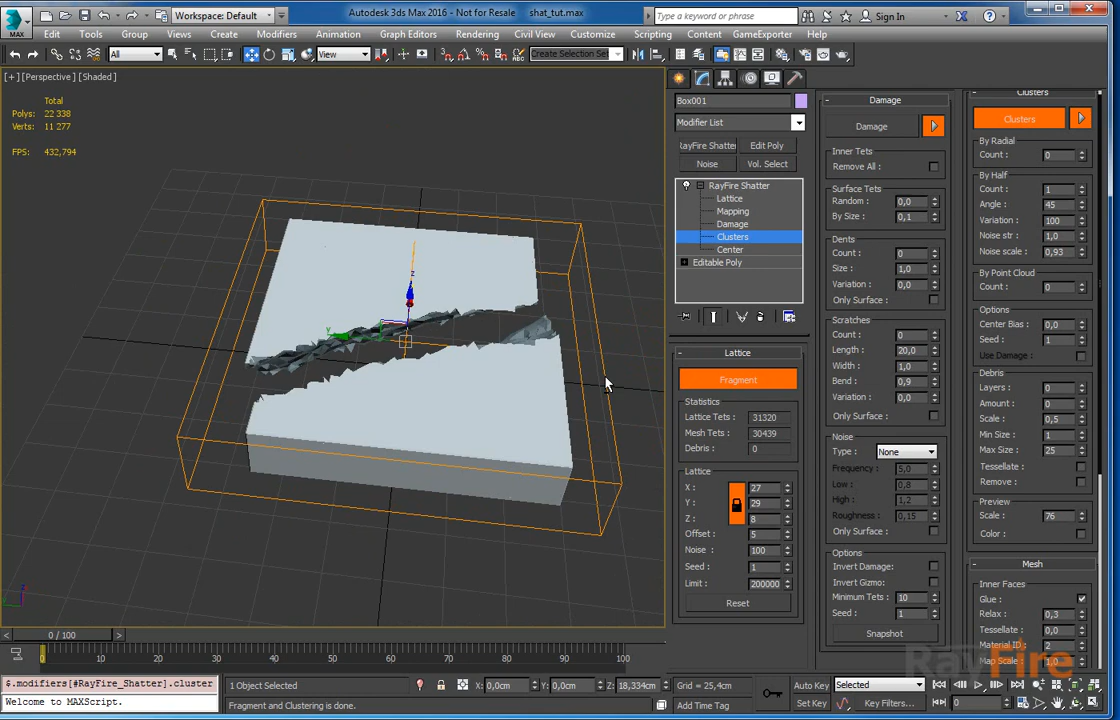 Autodesk 3ds Max 2016 - Not for Resale shat_tut.max
MAX
Workspace: Default
Type a keyword or phrase
Sign In
Edit Tools Group Views Create Modifiers Animation Graph Editors Rendering Civil View Customize Scripting Content GameExporter Help
All
View
Create Selection Set
[+] [Perspective] [Shaded]
Total
Polys: 22 338
Verts: 11 277
FPS: 432,794
z
y
Box001
Modifier List
RayFire Shatter
Edit Poly
Noise
Vol. Select
RayFire Shatter
Lattice
Mapping
Damage
Clusters
Center
Editable Poly
Lattice
Fragment
Statistics
Lattice Tets : 31320
Mesh Tets : 30439
Debris : 0
Lattice
X : 27
Y : 29
Z : 8
Offset : 5
Noise : 100
Seed : 1
Limit : 200000
Reset
Damage
Damage
Inner Tets
Remove All :
Surface Tets
Random : 0,0
By Size : 0,1
Dents
Count : 0
Size : 1,0
Variation : 0,0
Only Surface :
Scratches
Count : 0
Length : 20,0
Width : 1,0
Bend : 0,9
Variation : 0,0
Only Surface :
Noise
Type : None
Frequency : 5,0
Low : 0,8
High : 1,2
Roughness : 0,15
Only Surface :
Options
Invert Damage:
Invert Gizmo:
Minimum Tets : 10
Seed : 1
Snapshot
Clusters
Clusters
By Radial
Count : 0
By Half
Count : 1
Angle : 45
Variation : 100
Noise str : 1,0
Noise scale : 0,93
By Point Cloud
Count : 0
Options
Center Bias : 0,0
Seed : 1
Use Damage :
Debris
Layers : 0
Amount : 0
Scale : 0,5
Min Size : 1
Max Size : 25
Tessellate :
Remove :
Preview
Scale : 76
Color :
Mesh
Inner Faces
Glue :
Relax : 0,3
Tessellate : 0,0
Material ID : 2
Map Scale : 1,0
RayFire
0 / 100
0 10 20 30 40 50 60 70 80 90 100
$.modifiers[#RayFire_Shatter].cluster
Welcome to MAXScript.
1 Object Selected
Fragment and Clustering is done.
X: 0,0cm Y: 0,0cm Z: 18,334cm
Grid = 25,4cm
Add Time Tag
Auto Key
Selected
Set Key
Key Filters...
0